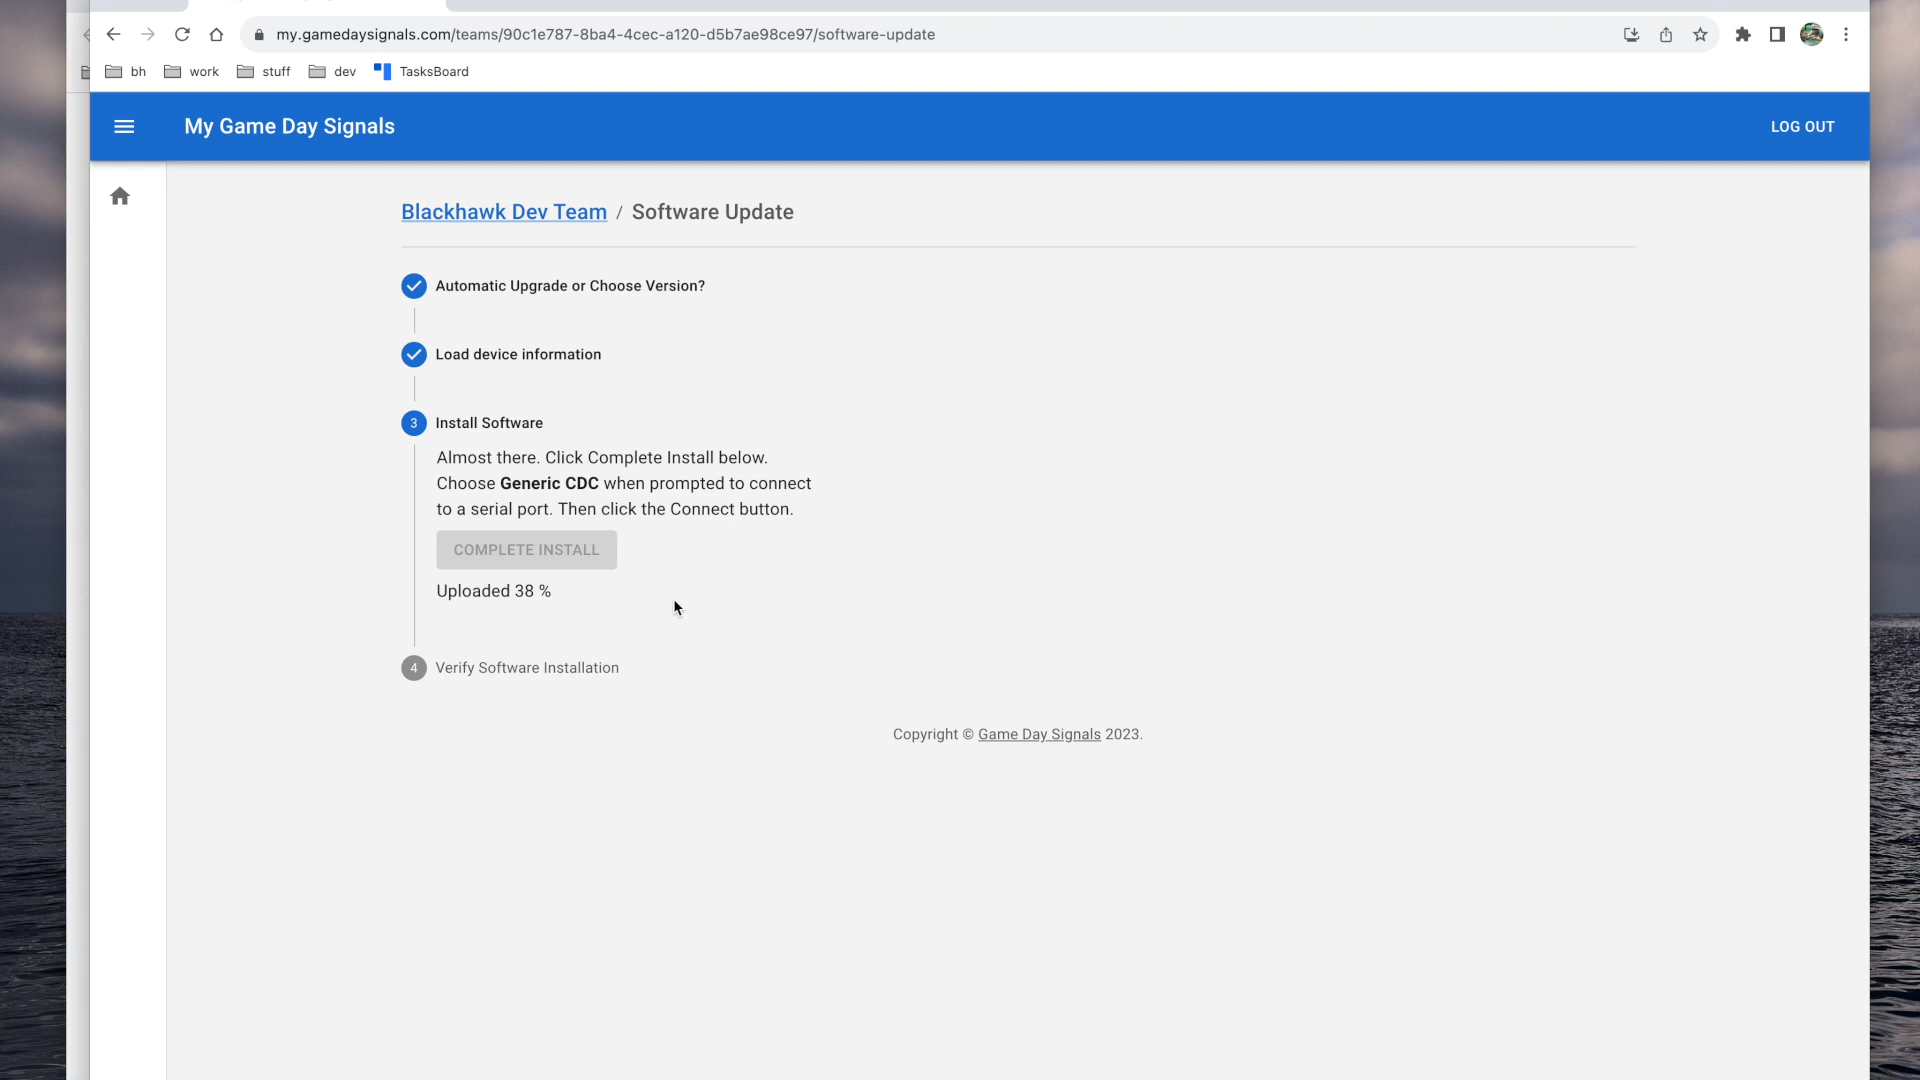 my.gamedaysignals.com/teams/90c1e787-8ba4-4cec-a120-d5b7ae98ce97/software-update
bh work stuff dev TasksBoard
My Game Day Signals LOG OUT
Blackhawk Dev Team / Software Update
Automatic Upgrade or Choose Version?
Load device information
3 Install Software
Almost there. Click Complete Install below.
Choose Generic CDC when prompted to connect
to a serial port. Then click the Connect button.
COMPLETE INSTALL
Uploaded 38 %
4 Verify Software Installation
Copyright © Game Day Signals 2023.